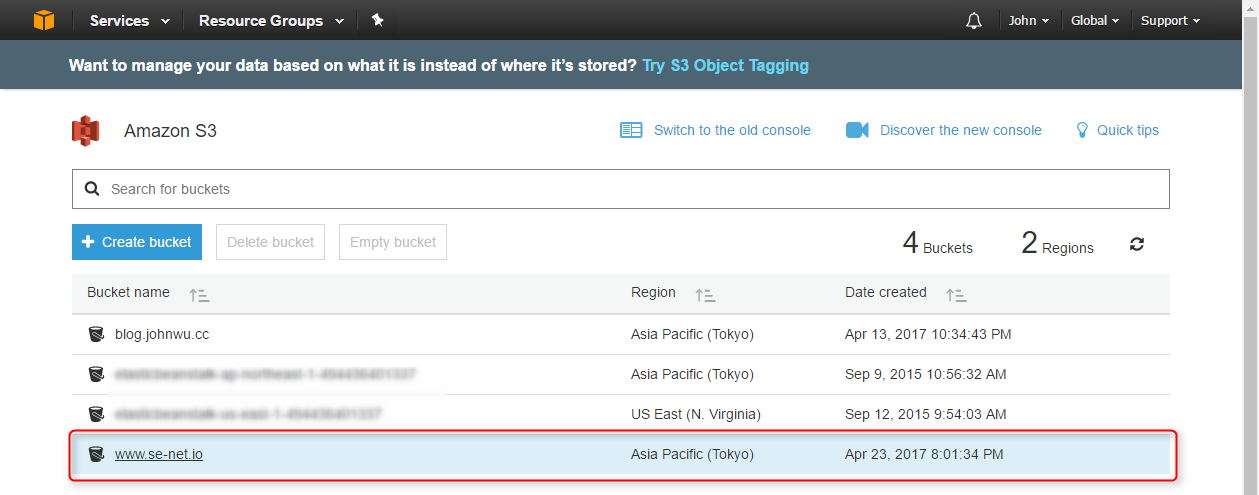 Services Resource Groups John Global Support
Want to manage your data based on what it is instead of where it's stored? Try S3 Object Tagging
Amazon S3 Switch to the old console Discover the new console Quick tips
Search for buckets
Create bucket Delete bucket Empty bucket 4 Buckets 2 Regions
Bucket name Region Date created
blog.johnwu.cc Asia Pacific (Tokyo) Apr 13, 2017 10:34:43 PM
Asia Pacific (Tokyo) Sep 9, 2015 10:56:32 AM
US East (N. Virginia) Sep 12, 2015 9:54:03 AM
www.se-net.io Asia Pacific (Tokyo) Apr 23, 2017 8:01:34 PM